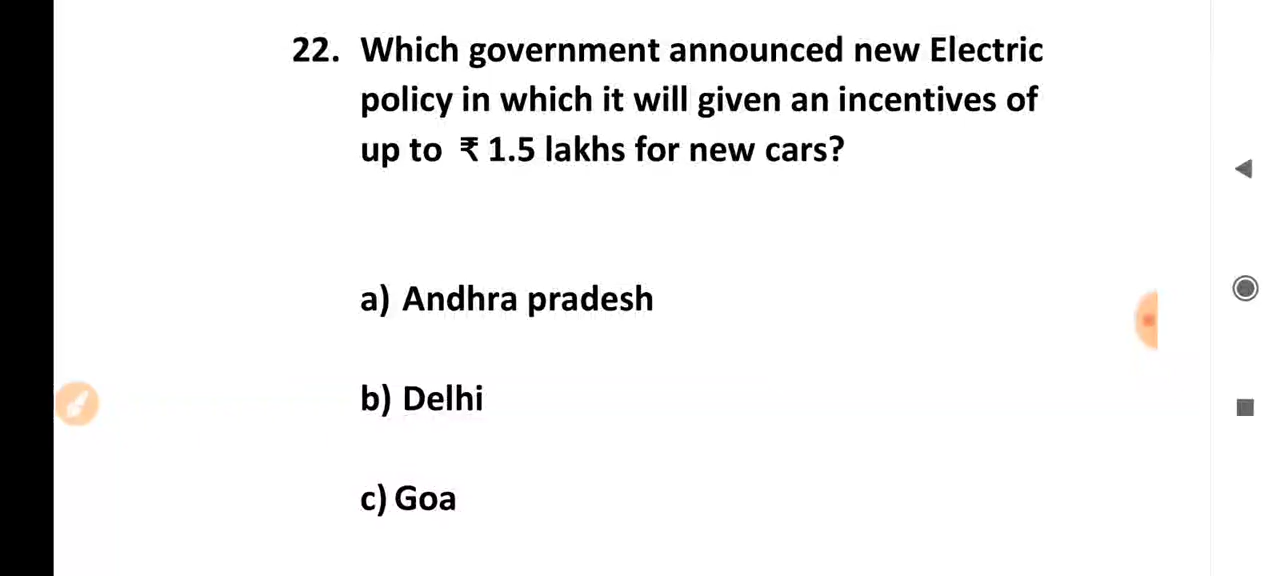 22. Which government announced new Electric
policy in which it will given an incentives of
up to ₹ 1.5 lakhs for new cars?
a) Andhra pradesh
b) Delhi
c) Goa